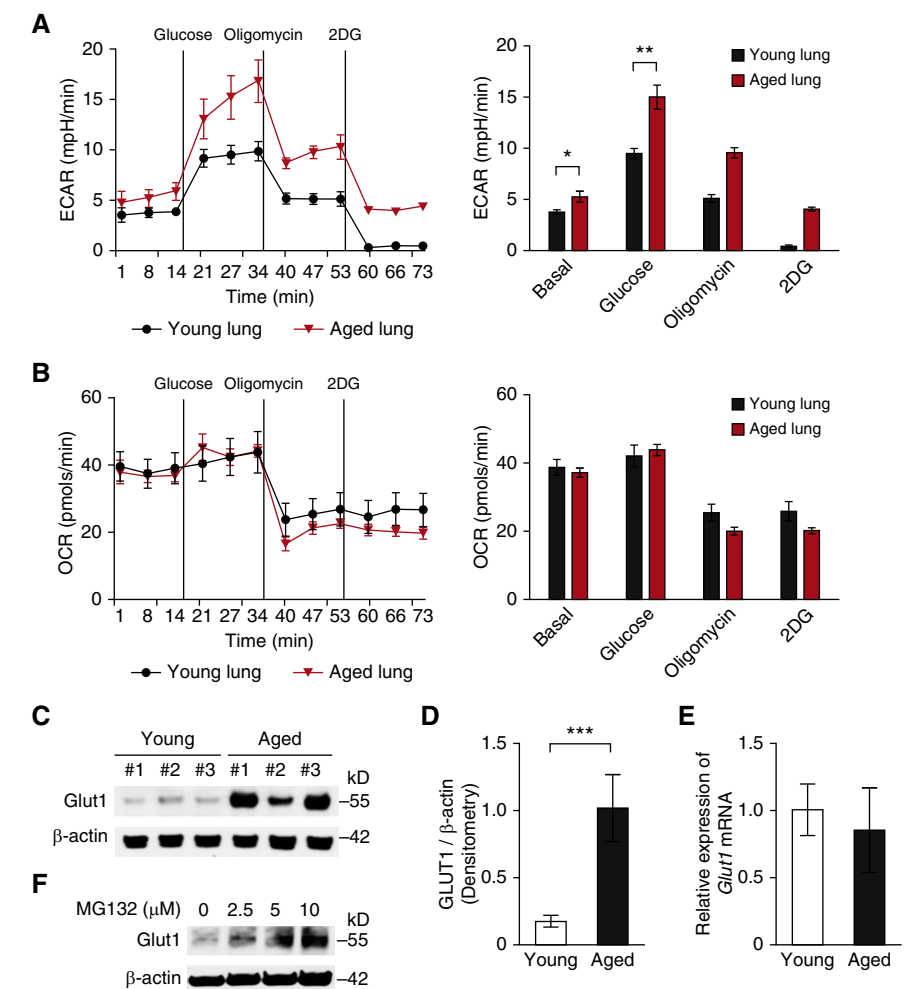 A
Glucose Oligomycin 2DG
ECAR (mpH/min)
20
15
10
5
0
1 8 14 21 27 34 40 47 53 60 66 73
Time (min)
Young lung Aged lung
ECAR (mpH/min)
20
15
10
5
0
* **
Young lung
Aged lung
Basal Glucose Oligomycin 2DG
B
Glucose Oligomycin 2DG
OCR (pmols/min)
60
40
20
0
1 8 14 21 27 34 40 47 53 60 66 73
Time (min)
Young lung Aged lung
OCR (pmols/min)
60
40
20
0
Young lung
Aged lung
Basal Glucose Oligomycin 2DG
C
Young Aged
#1 #2 #3 #1 #2 #3 kD
Glut1 –55
β-actin –42
D
***
GLUT1 / β-actin
(Densitometry)
1.5
1.0
0.5
0
Young Aged
E
Relative expression of
Glut1 mRNA
1.5
1.0
0.5
0
Young Aged
F
MG132 (μM) 0 2.5 5 10 kD
Glut1 –55
β-actin –42